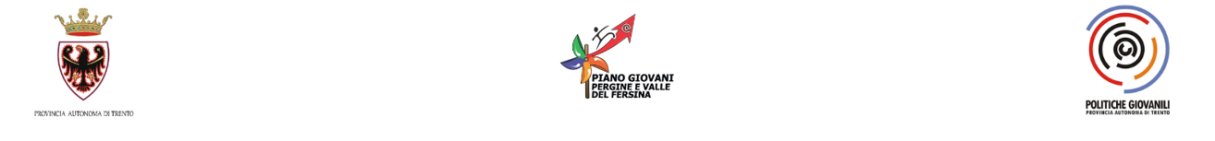 PROVINCIA AUTONOMA DI TRENTO
PIANO GIOVANI
PERGINE E VALLE
DEL FERSINA
POLITICHE GIOVANILI
PROVINCIA AUTONOMA DI TRENTO